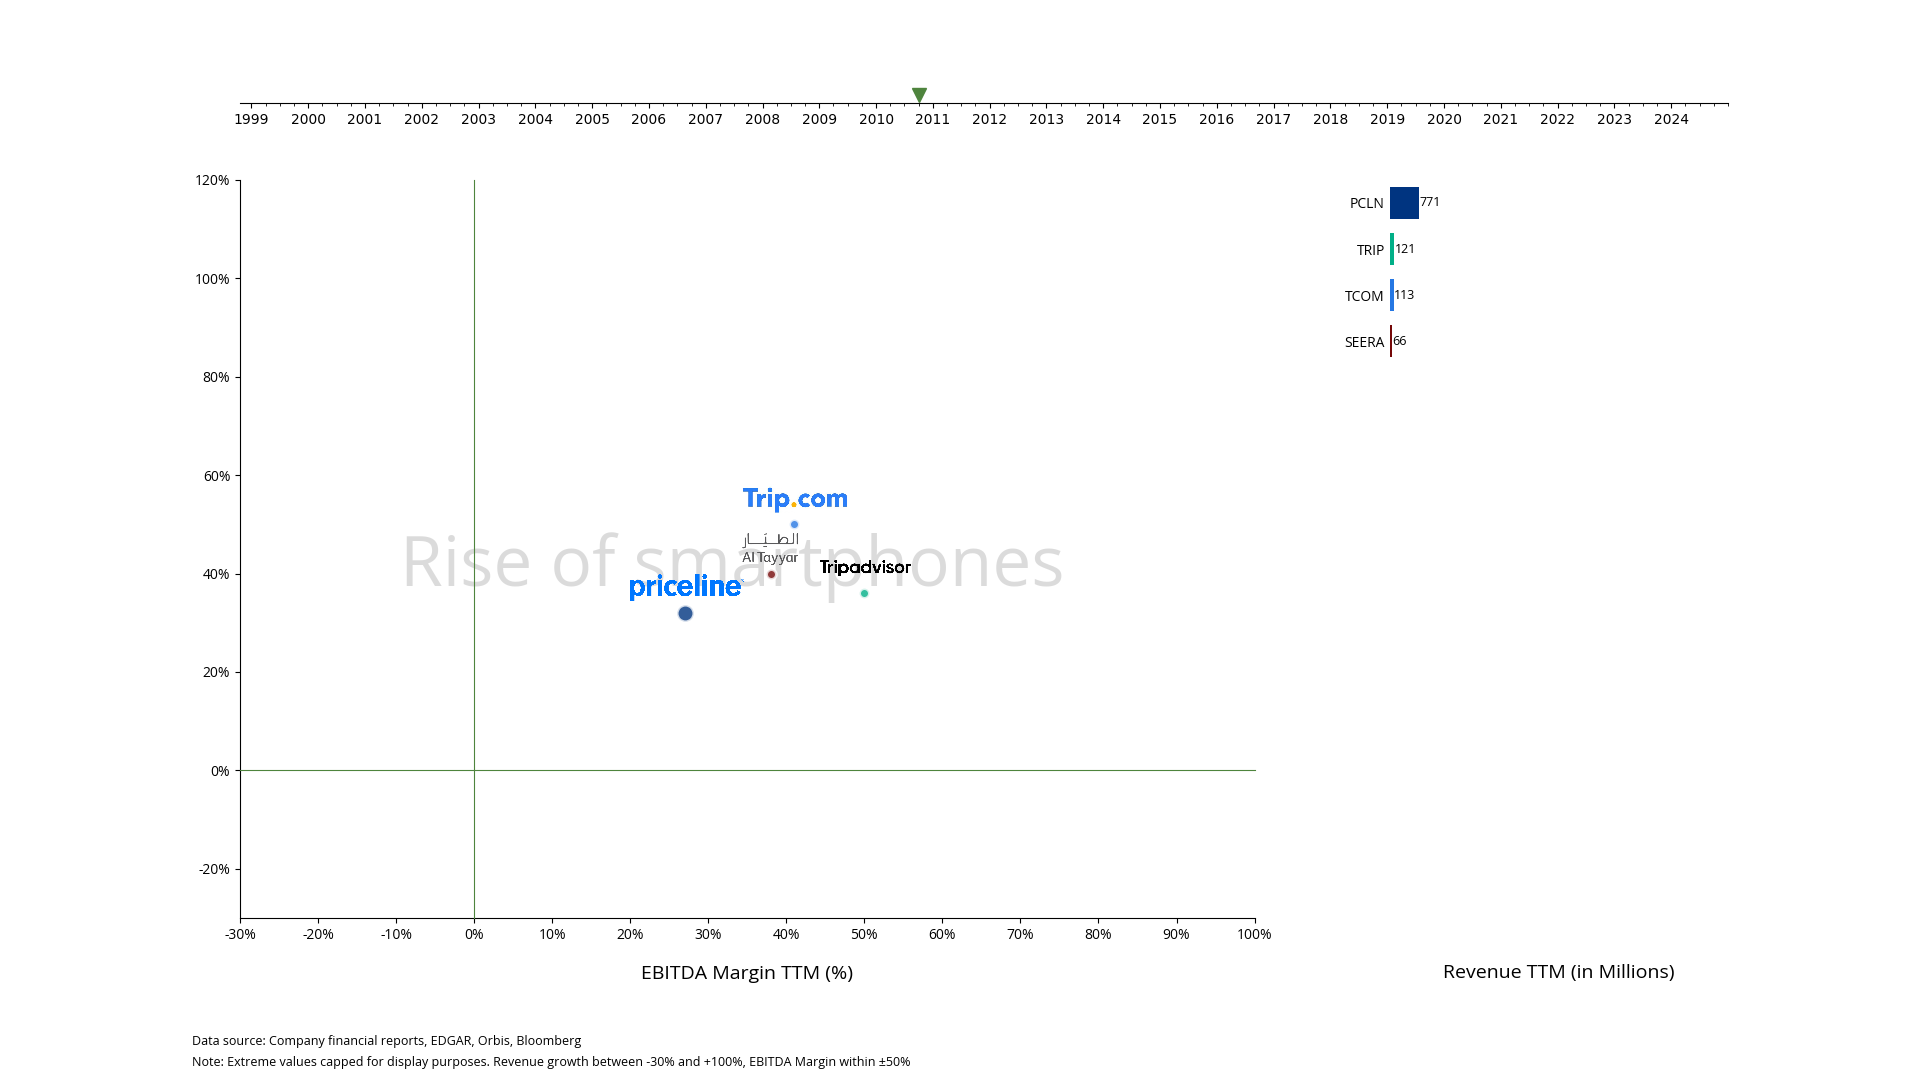 1999 2000 2001 2002 2003 2004 2005 2006 2007 2008 2009 2010 2011 2012 2013 2014 2015 2016 2017 2018 2019 2020 2021 2022 2023 2024
120%
100%
80%
60%
40%
20%
0%
-20%
-30% -20% -10% 0% 10% 20% 30% 40% 50% 60% 70% 80% 90% 100%
EBITDA Margin TTM (%)
Rise of smartphones
Trip.com
الطيّار
Al Tayyar
Tripadvisor
priceline
PCLN 771
TRIP 121
TCOM 113
SEERA 66
Revenue TTM (in Millions)
Data source: Company financial reports, EDGAR, Orbis, Bloomberg
Note: Extreme values capped for display purposes. Revenue growth between -30% and +100%, EBITDA Margin within ±50%